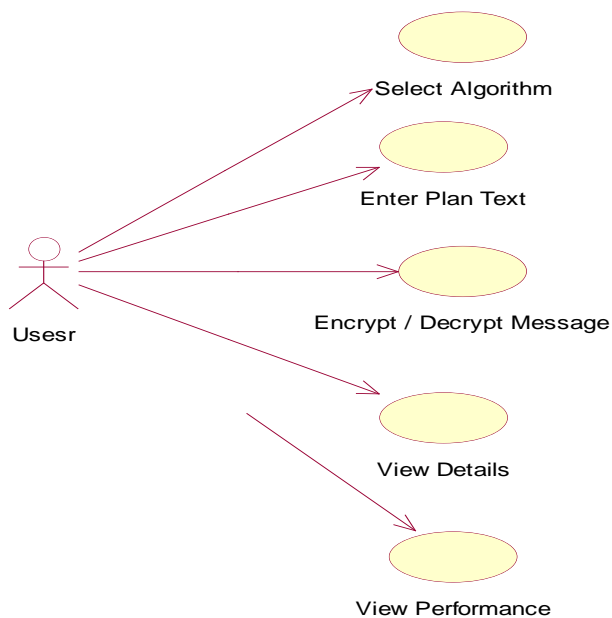 Select Algorithm
Enter Plan Text
Usesr
Encrypt / Decrypt Message
View Details
View Performance